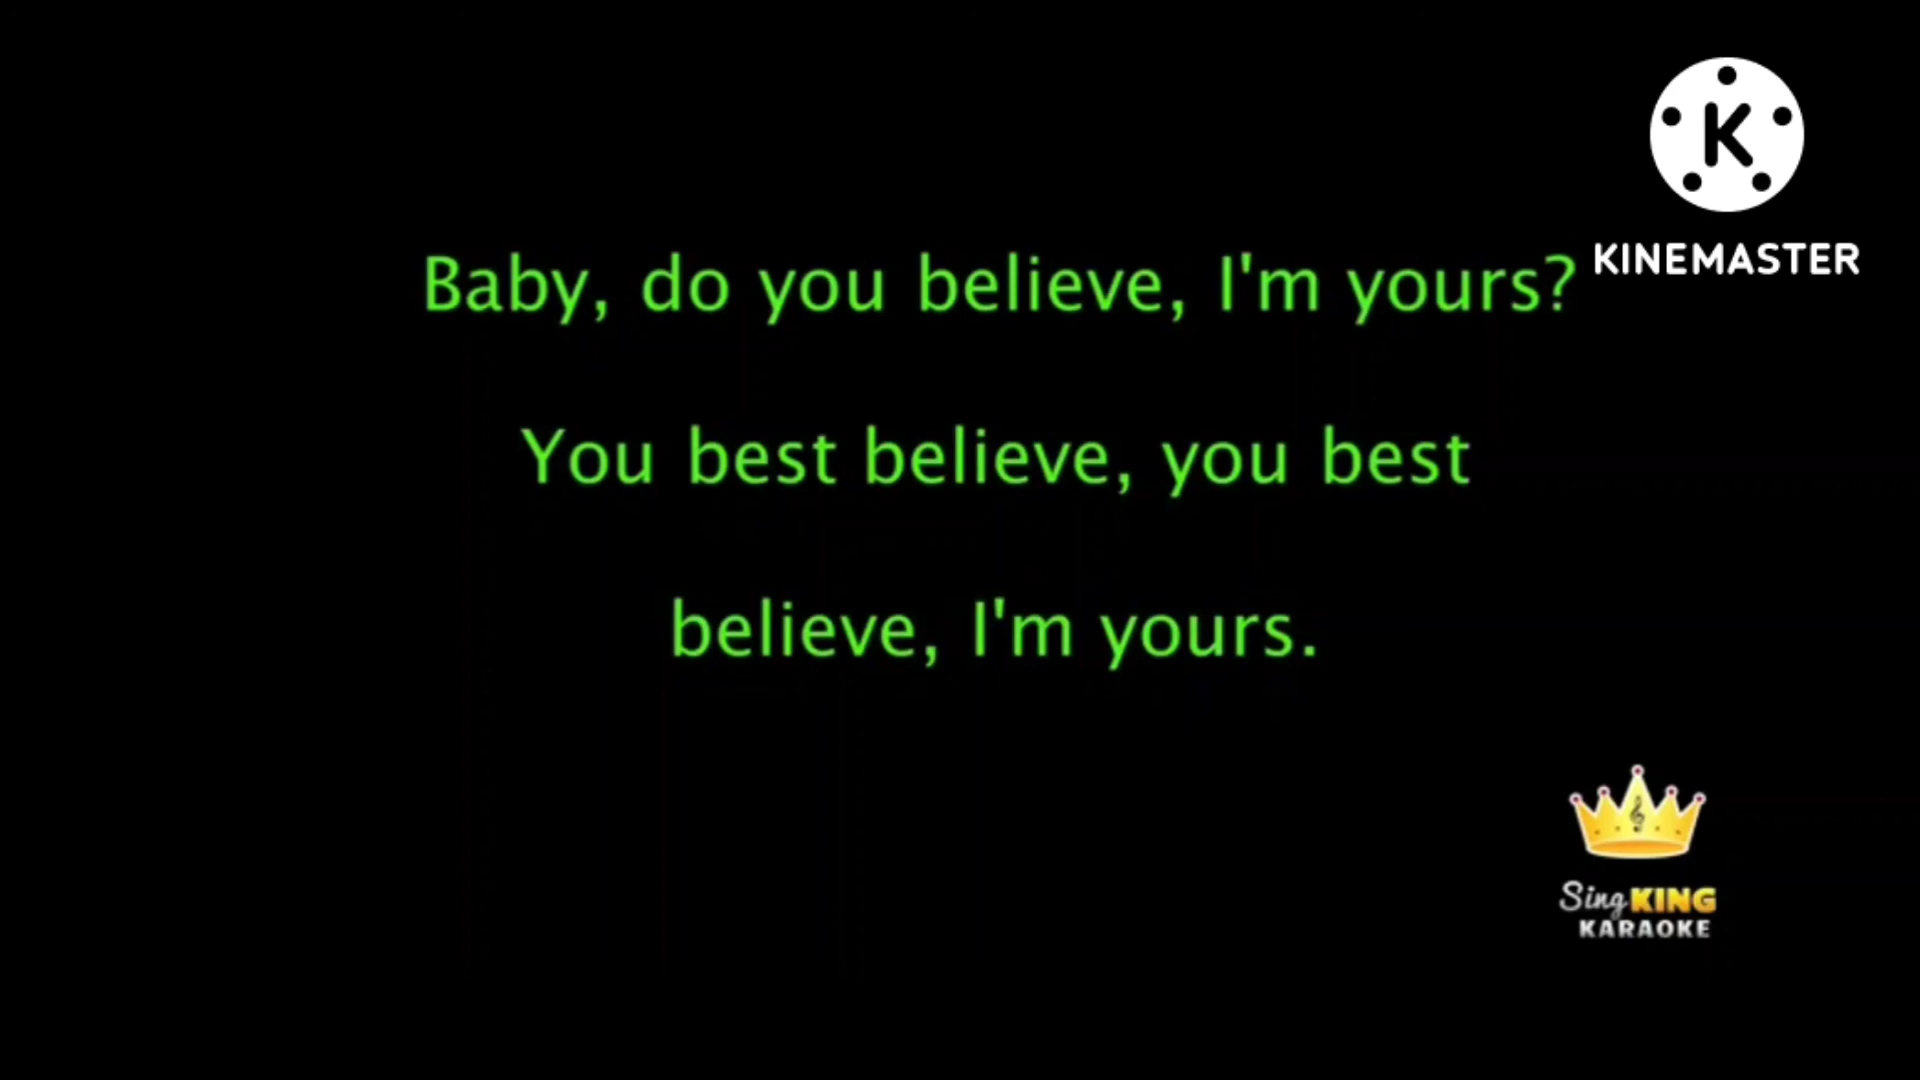 Baby, do you believe, I'm yours?
You best believe, you best
believe, I'm yours.
K
KINEMASTER
Sing KING
KARAOKE